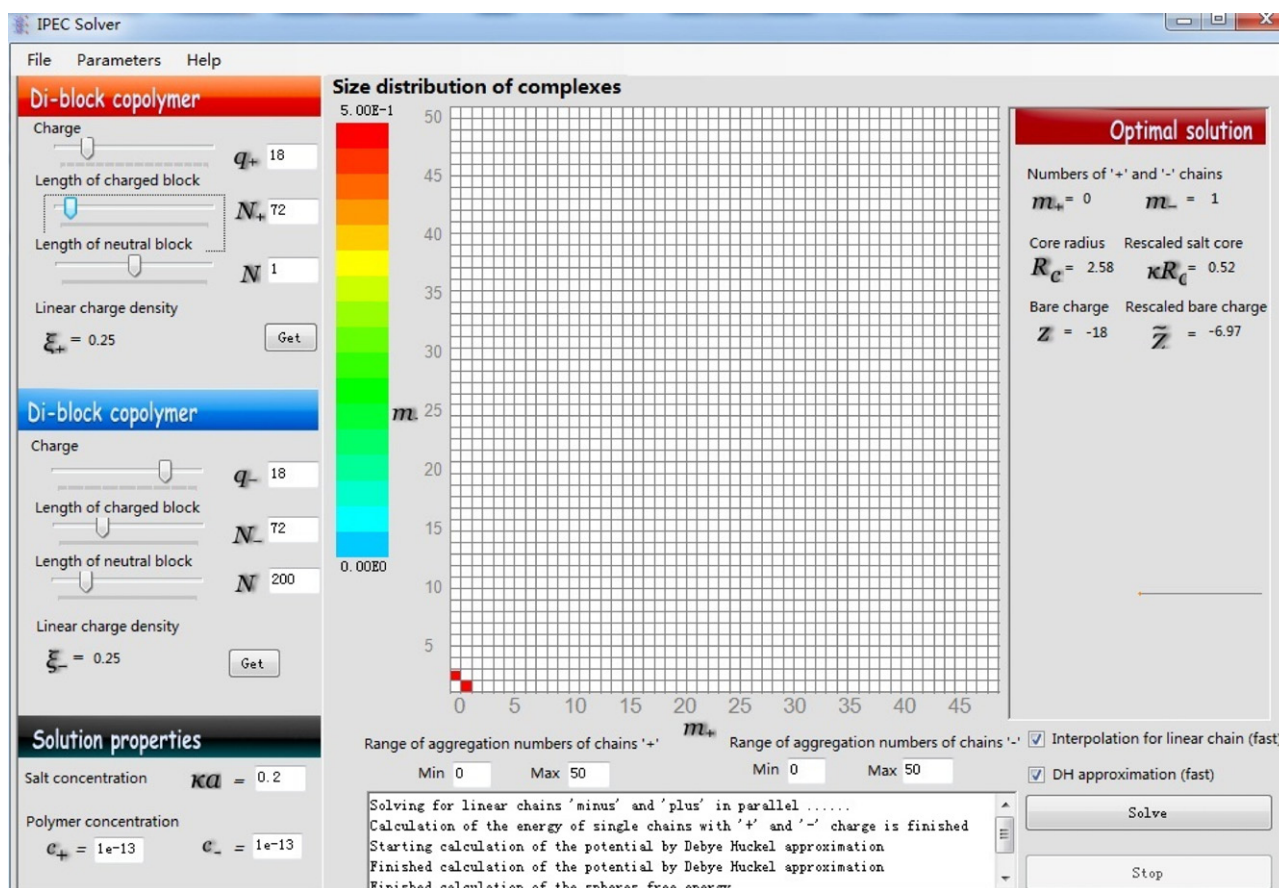 IPEC Solver
File Parameters Help
Di-block copolymer
Charge
q+ 18
Length of charged block
N+ 72
Length of neutral block
N 1
Linear charge density
ξ+ = 0.25 Get
Di-block copolymer
Charge
q- 18
Length of charged block
N- 72
Length of neutral block
N 200
Linear charge density
ξ- = 0.25 Get
Solution properties
Salt concentration κa = 0.2
Polymer concentration
c+ = 1e-13 c- = 1e-13
Size distribution of complexes
5.00E-1
0.00E0
50
45
40
35
30
m- 25
20
15
10
5
0 5 10 15 20 25 30 35 40 45
m+
Range of aggregation numbers of chains '+' Range of aggregation numbers of chains '-'
Min 0 Max 50 Min 0 Max 50
Solving for linear chains 'minus' and 'plus' in parallel ......
Calculation of the energy of single chains with '+' and '-' charge is finished
Starting calculation of the potential by Debye Huckel approximation
Finished calculation of the potential by Debye Huckel approximation
Finished calculation of the spheres free energy
Optimal solution
Numbers of '+' and '-' chains
m+ = 0 m- = 1
Core radius Rescaled salt core
Rc = 2.58 κRc = 0.52
Bare charge Rescaled bare charge
Z = -18 Z̃ = -6.97
Interpolation for linear chain (fast)
DH approximation (fast)
Solve
Stop